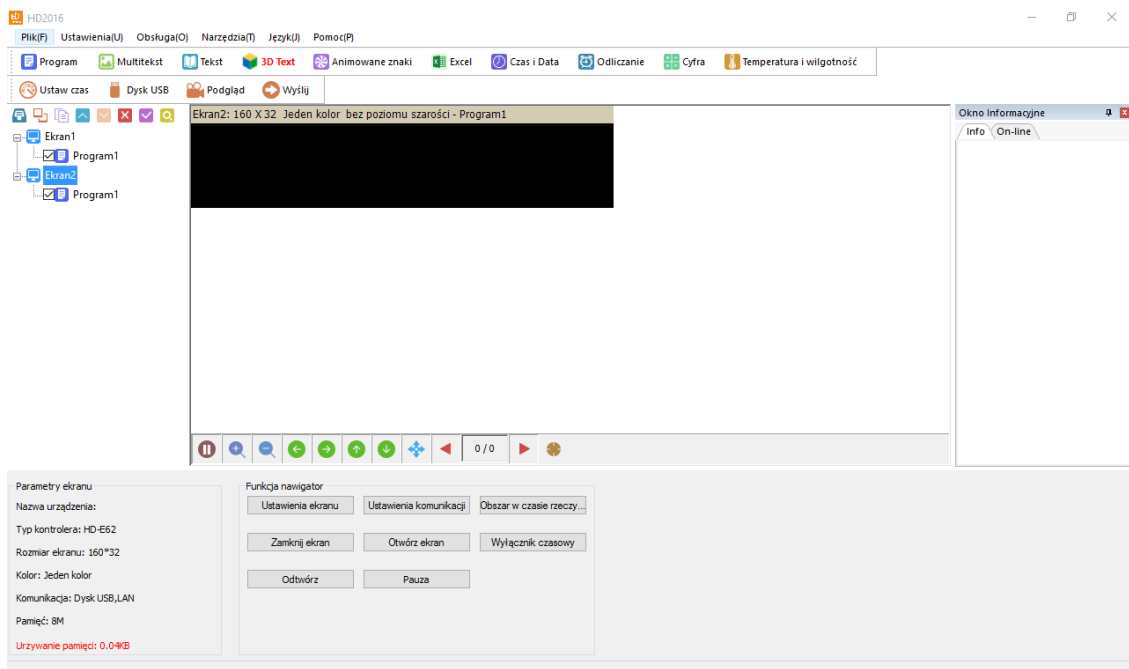 HD2016
Plik(F) Ustawienia(U) Obsługa(O) Narzędzia(T) Język(J) Pomoc(P)
Program Multitekst Tekst 3D Text Animowane znaki Excel Czas i Data Odliczanie Cyfra Temperatura i wilgotność
Ustaw czas Dysk USB Podgląd Wyślij
Ekran2: 160 X 32 Jeden kolor bez poziomu szarości - Program1
Okno Informacyjne
Info On-line
Ekran1
Program1
Ekran2
Program1
0 / 0
Parametry ekranu
Nazwa urządzenia:
Typ kontrolera: HD-E62
Rozmiar ekranu: 160*32
Kolor: Jeden kolor
Komunikacja: Dysk USB,LAN
Pamięć: 8M
Urzywanie pamięci: 0.04KB
Funkcja nawigator
Ustawienia ekranu Ustawienia komunikacji Obszar w czasie rzeczy...
Zamknij ekran Otwórz ekran Wyłącznik czasowy
Odtwórz Pauza